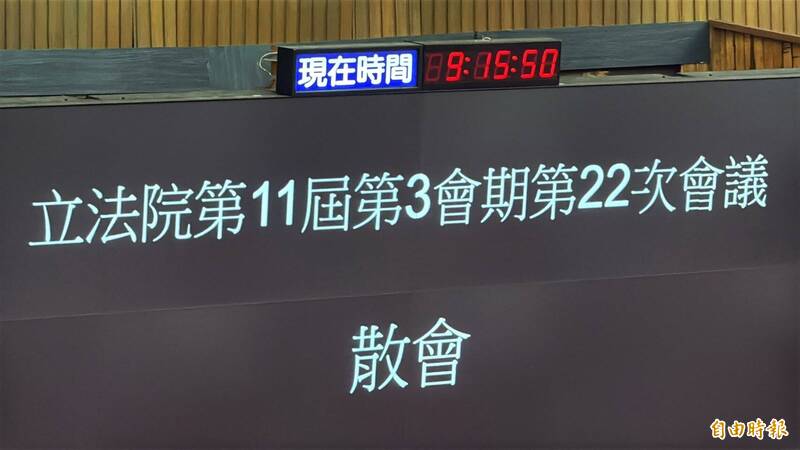 現在時間 9:15:50
立法院第11屆第3會期第22次會議
散會
自由時報